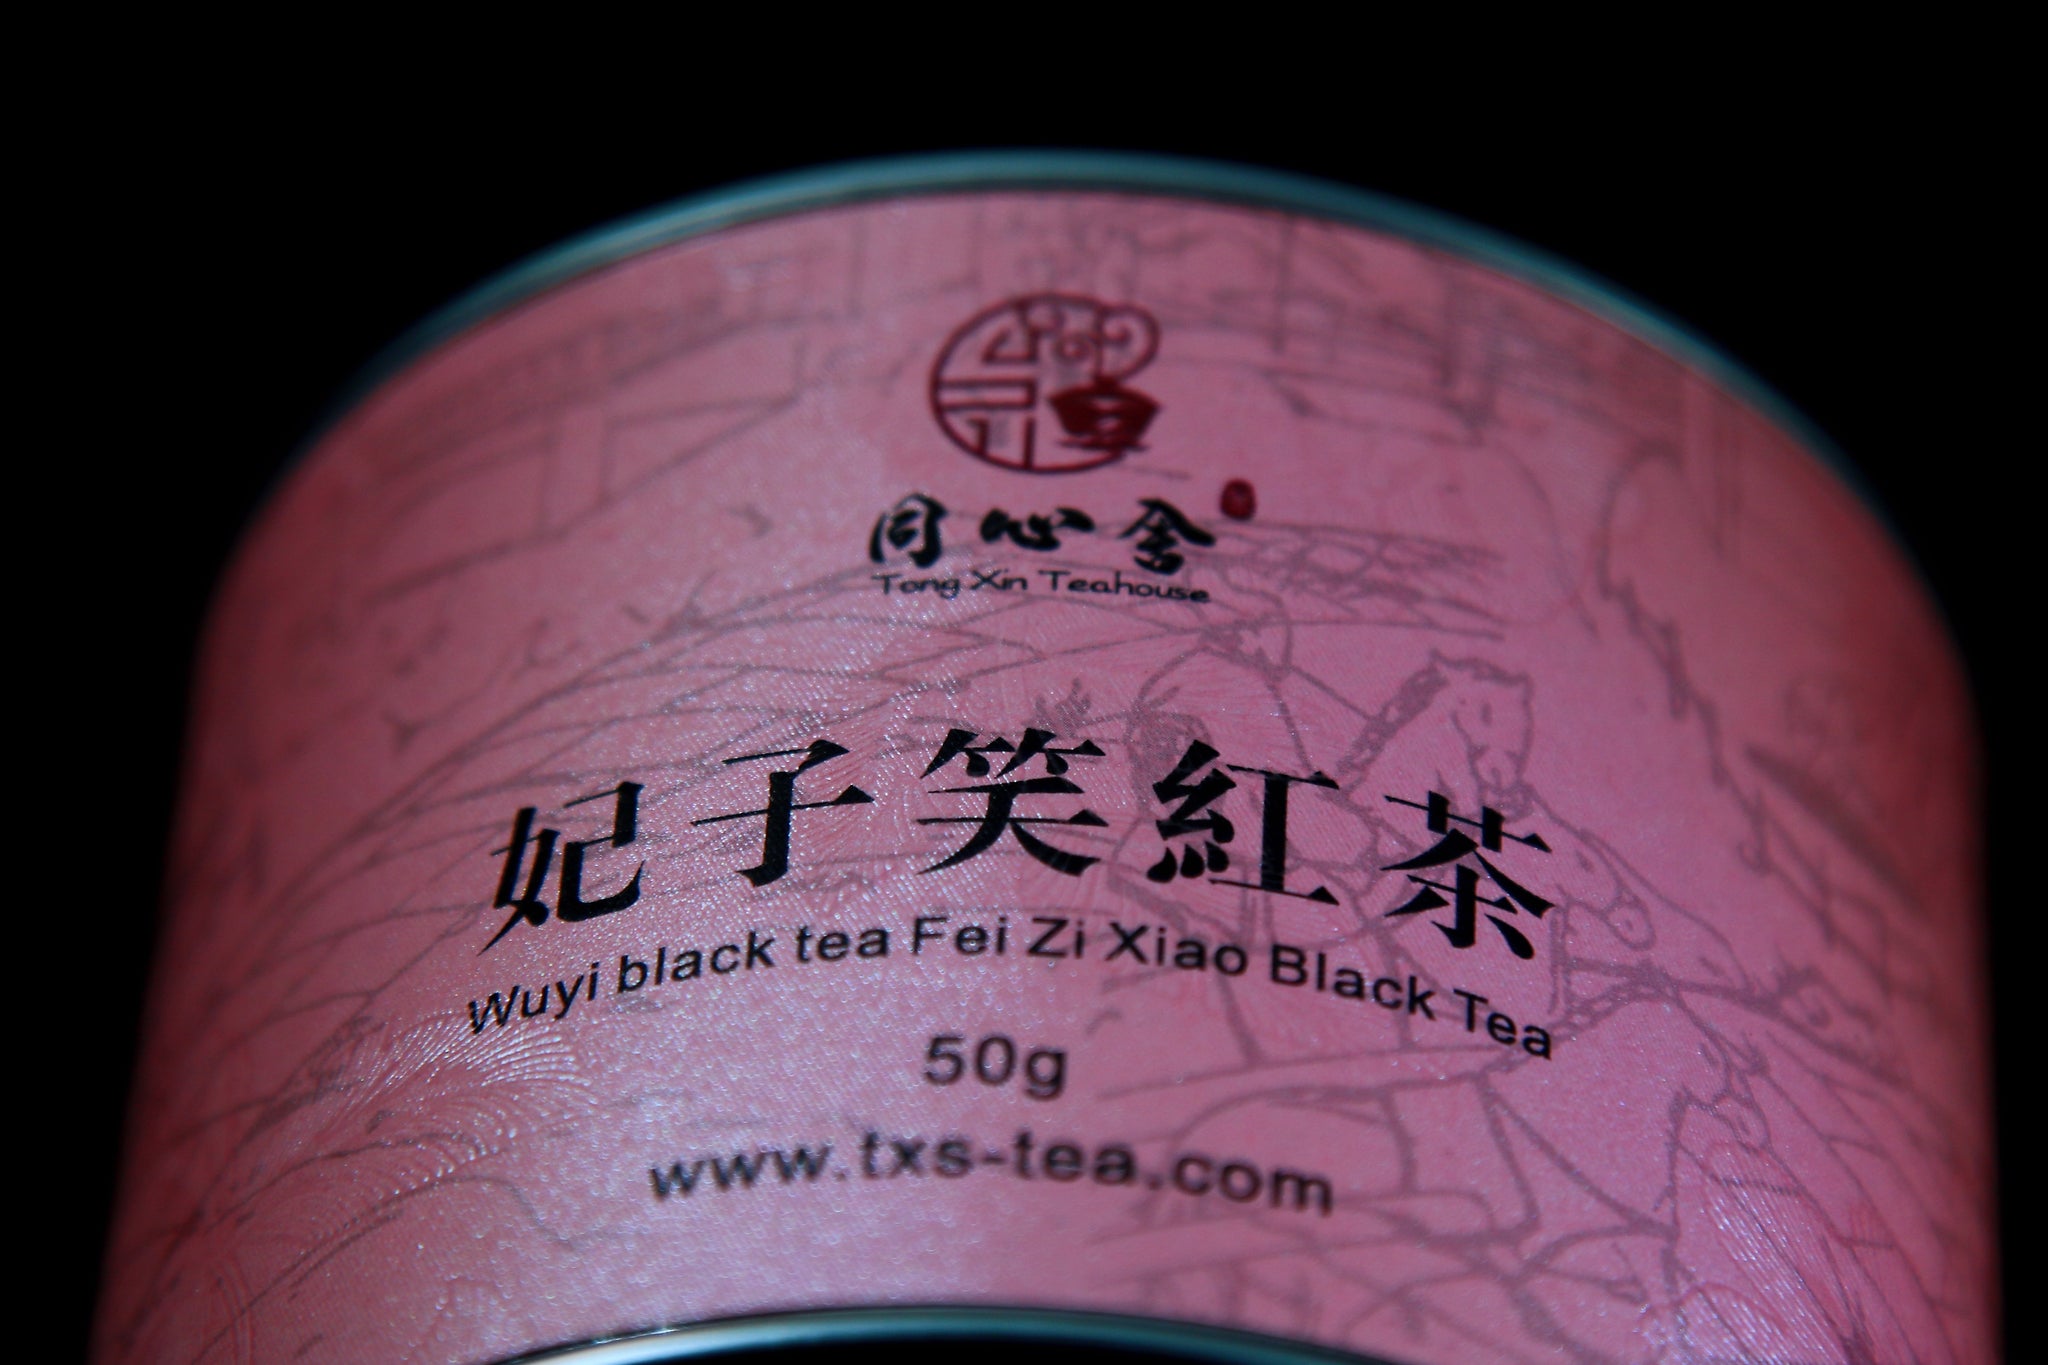 同心舍
Tong Xin Teahouse
妃子笑紅茶
Wuyi black tea Fei Zi Xiao Black Tea
50g
www.txs-tea.com